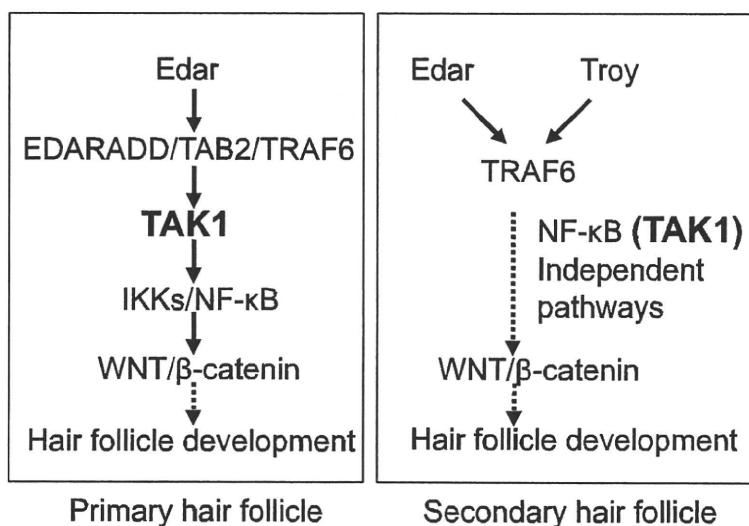 Edar
EDARADD/TAB2/TRAF6
TAK1
IKKs/NF-κB
WNT/β-catenin
Hair follicle development
Primary hair follicle
Edar Troy
TRAF6
NF-κB (TAK1)
Independent
pathways
WNT/β-catenin
Hair follicle development
Secondary hair follicle